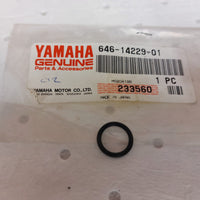 YAMAHA
GENUINE
Parts & Accessories
646-14229-01
1 PC
233560
YAMAHA MOTOR CO., LTD.
MADE IN JAPAN